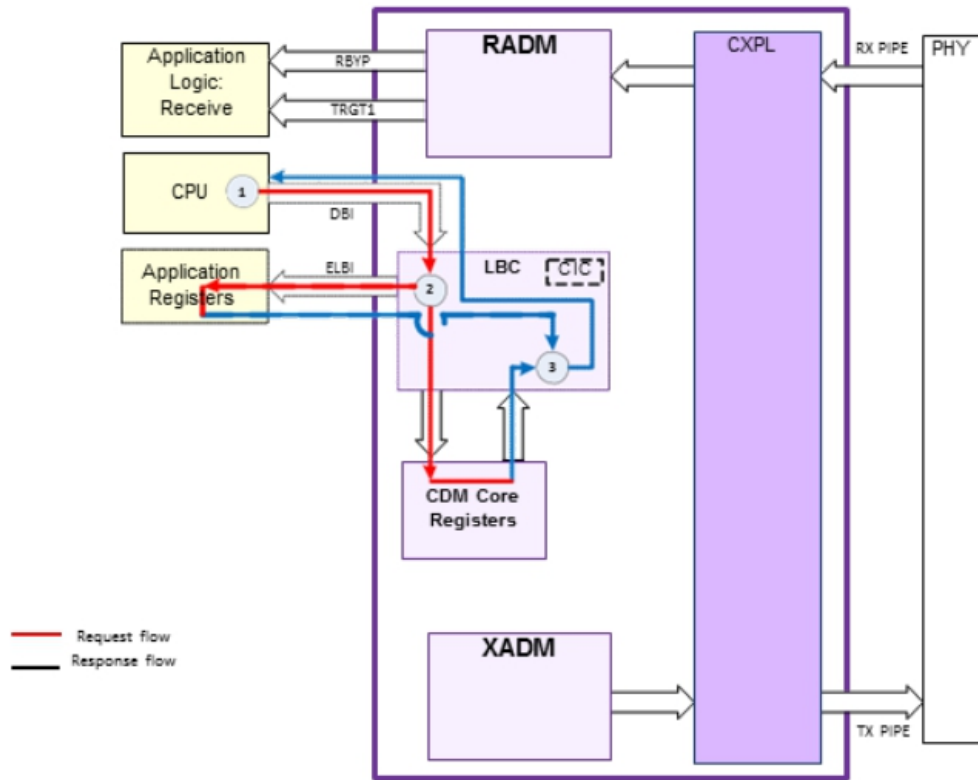 RADM
CXPL
RX PIPE
PHY
Application
Logic:
Receive
RBYP
TRGT1
CPU
1
DBI
Application
Registers
ELBI
LBC
CIC
2
3
CDM Core
Registers
XADM
TX PIPE
Request flow
Response flow